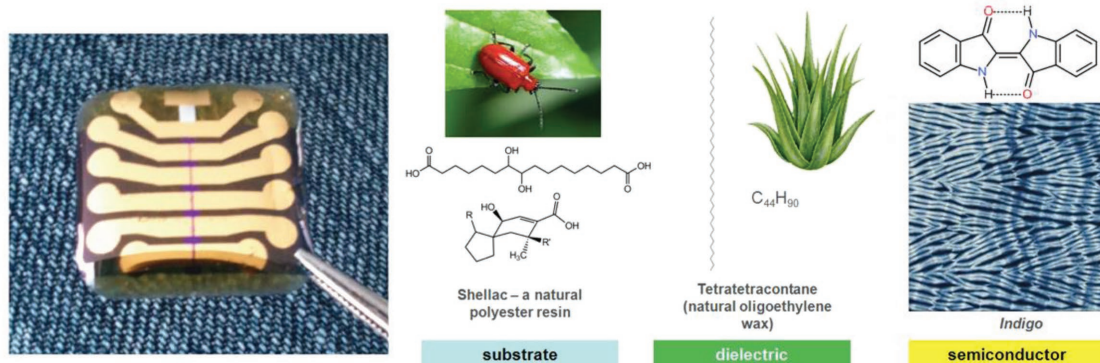 O
OH
HO
OH
OH
O
HO
O
R
OH
R'
H₃C
Shellac – a natural
polyester resin
substrate
C₄₄H₉₀
Tetratetracontane
(natural oligoethylene
wax)
dielectric
O H
N
N
H O
Indigo
semiconductor